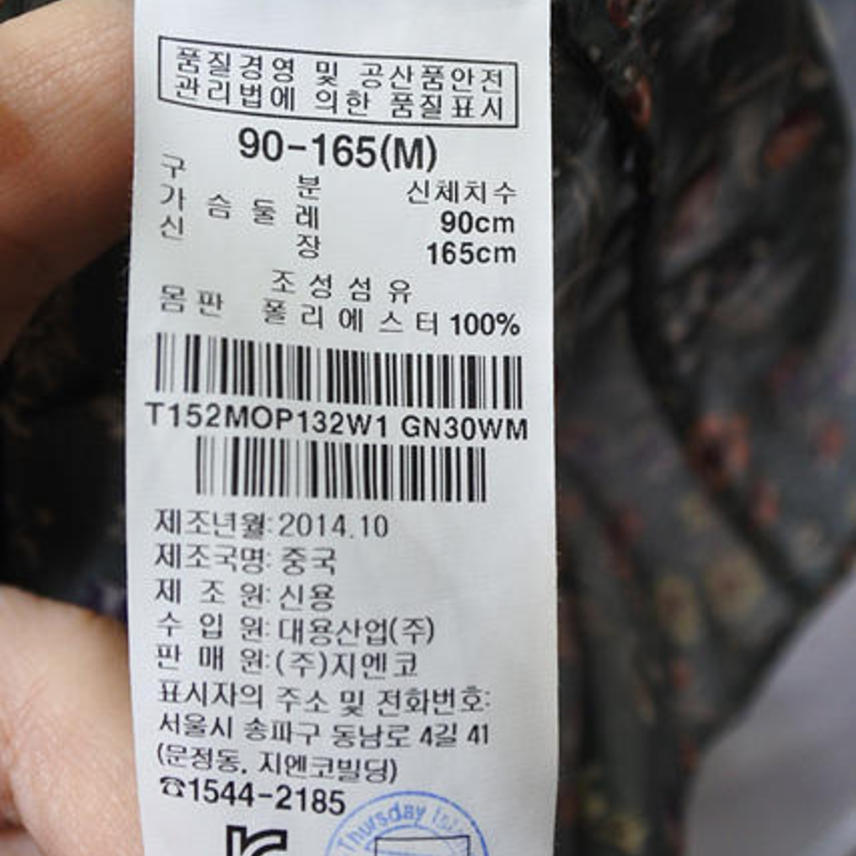 품질경영 및 공산품안전
관리법에 의한 품질표시
90-165(M)
구 분 신체치수
가슴둘레 90cm
신 장 165cm
조성섬유
몸판 폴리에스터 100%
T152MOP132W1 GN30WM
제조년월: 2014.10
제조국명: 중국
제 조 원: 신용
수 입 원: 대용산업(주)
판 매 원: (주)지엔코
표시자의 주소 및 전화번호:
서울시 송파구 동남로 4길 41
(문정동, 지엔코빌딩)
☎1544-2185
Thursday